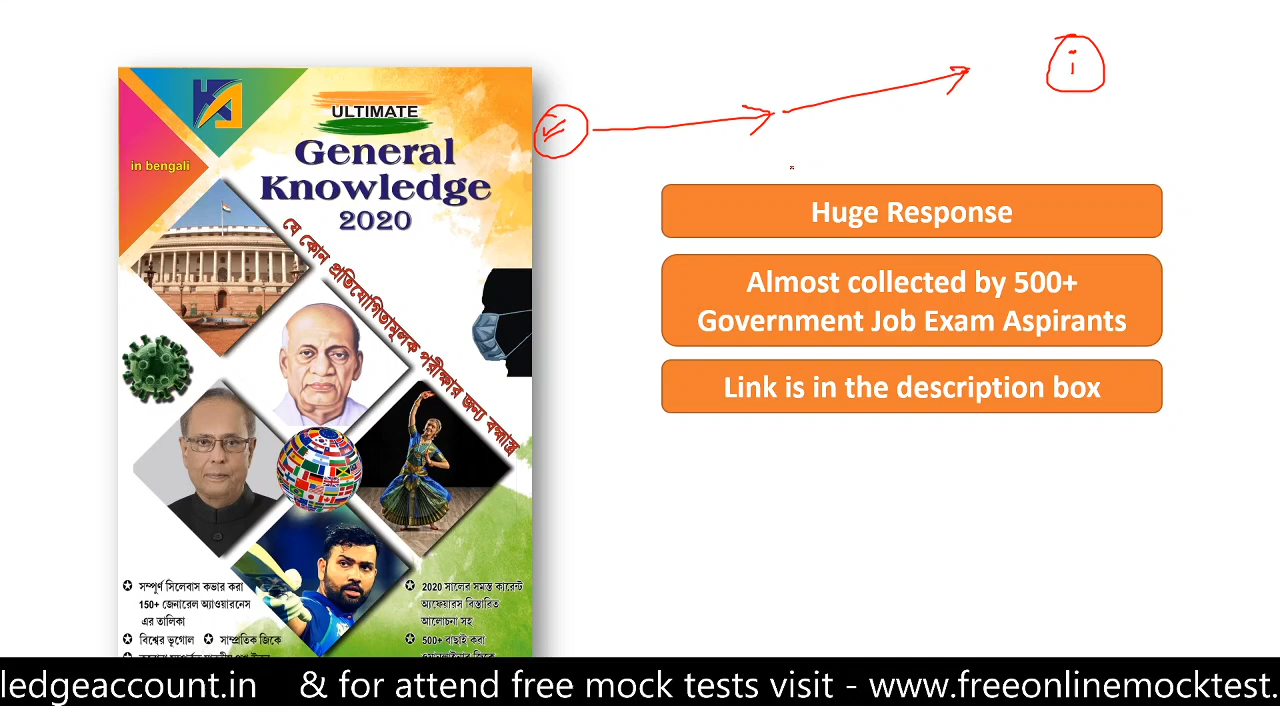 KA
in bengali
ULTIMATE
General
Knowledge
2020
যে কোন প্রতিযোগিতামূলক পরীক্ষার জন্য
i
Huge Response
Almost collected by 500+
Government Job Exam Aspirants
Link is in the description box
সম্পূর্ণ সিলেবাস কভার করা
150+ জেনারেল অ্যাওয়ারনেস
এর তালিকা
বিশ্বের ভূগোল
সাম্প্রতিক জিকে
2020 সালের সমস্ত কারেন্ট
অ্যাফেয়ারস বিস্তারিত
আলোচনা সহ
500+ বাছাই করা
ledgeaccount.in & for attend free mock tests visit - www.freeonlinemocktest.